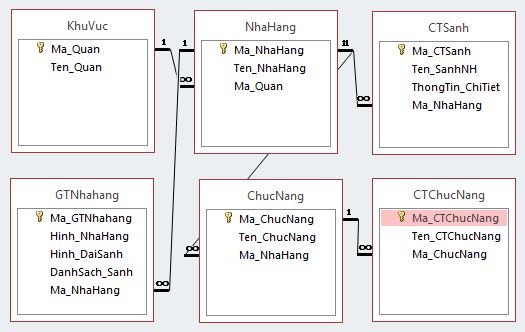 KhuVuc
Ma_Quan
Ten_Quan
NhaHang
Ma_NhaHang
Ten_NhaHang
Ma_Quan
CTSanh
Ma_CTSanh
Ten_SanhNH
ThongTin_ChiTiet
Ma_NhaHang
1
1
1
1
∞
∞
GTNhahang
Ma_GTNhahang
Hinh_NhaHang
Hinh_DaiSanh
DanhSach_Sanh
Ma_NhaHang
ChucNang
Ma_ChucNang
Ten_ChucNang
Ma_NhaHang
CTChucNang
Ma_CTChucNang
Ten_CTChucNang
Ma_ChucNang
1
∞
∞
∞